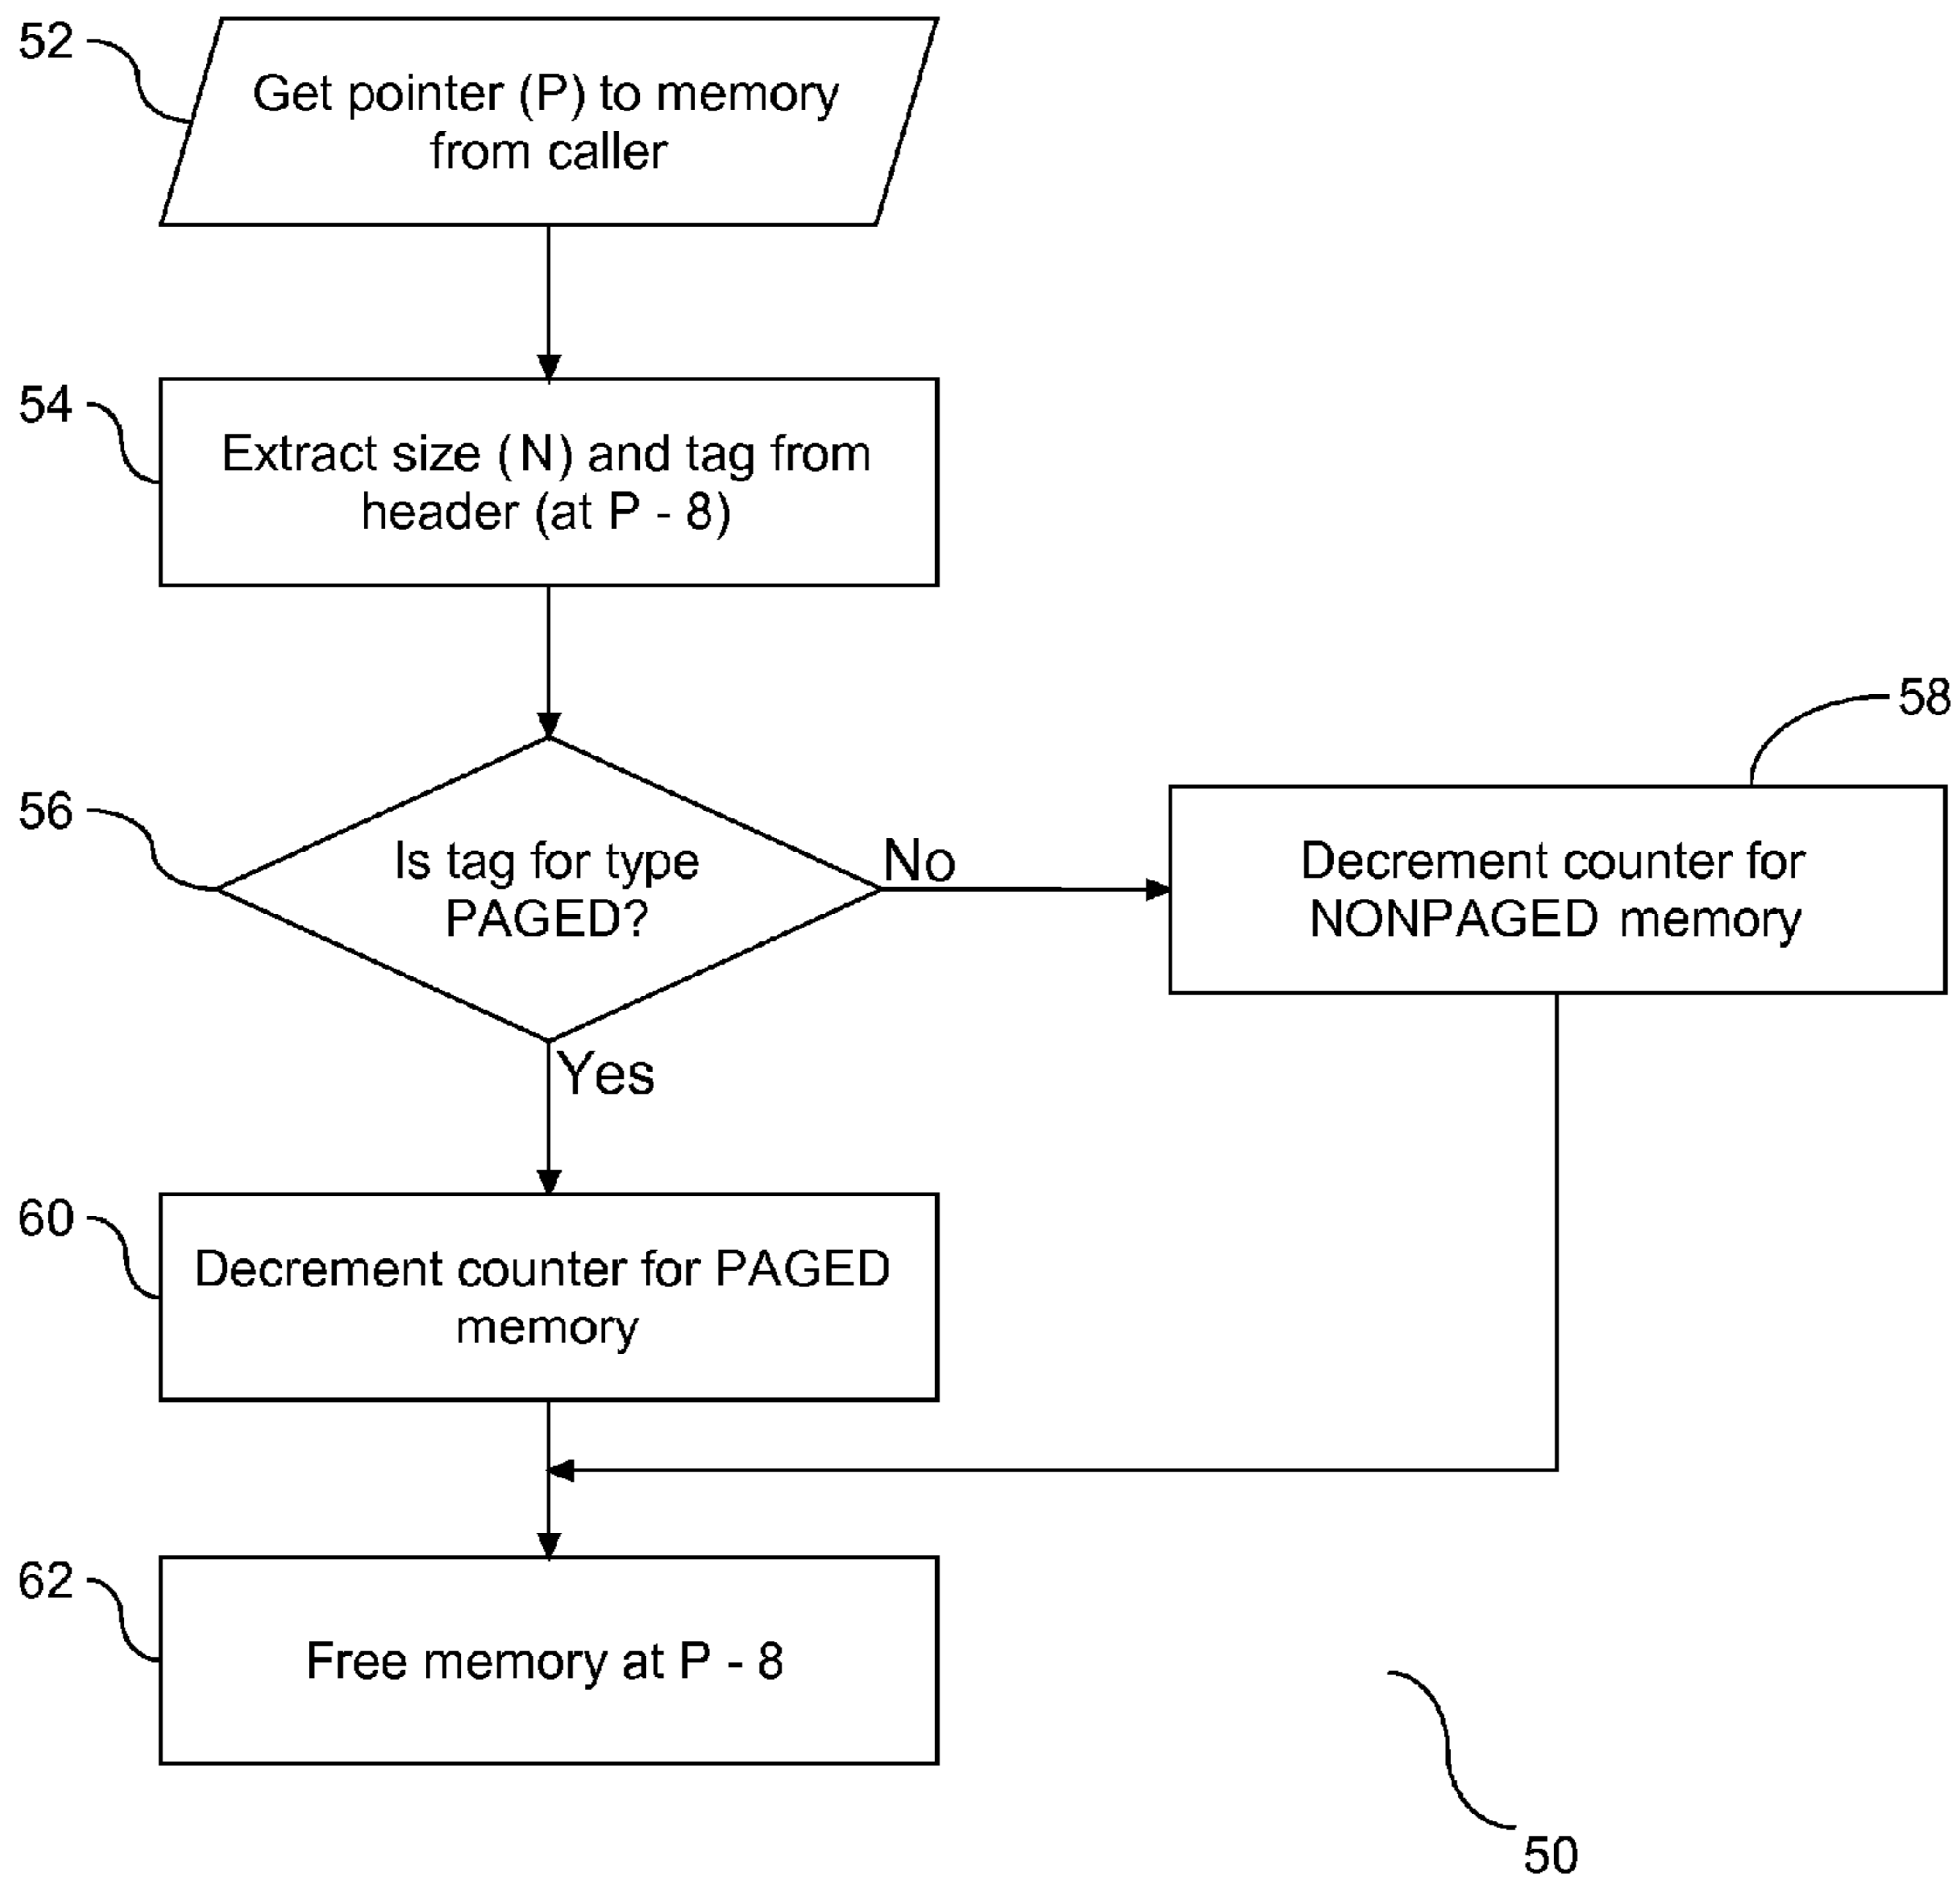 52
Get pointer (P) to memory
from caller
54
Extract size (N) and tag from
header (at P - 8)
58
56
Is tag for type
PAGED?
No
Decrement counter for
NONPAGED memory
Yes
60
Decrement counter for PAGED
memory
62
Free memory at P - 8
50